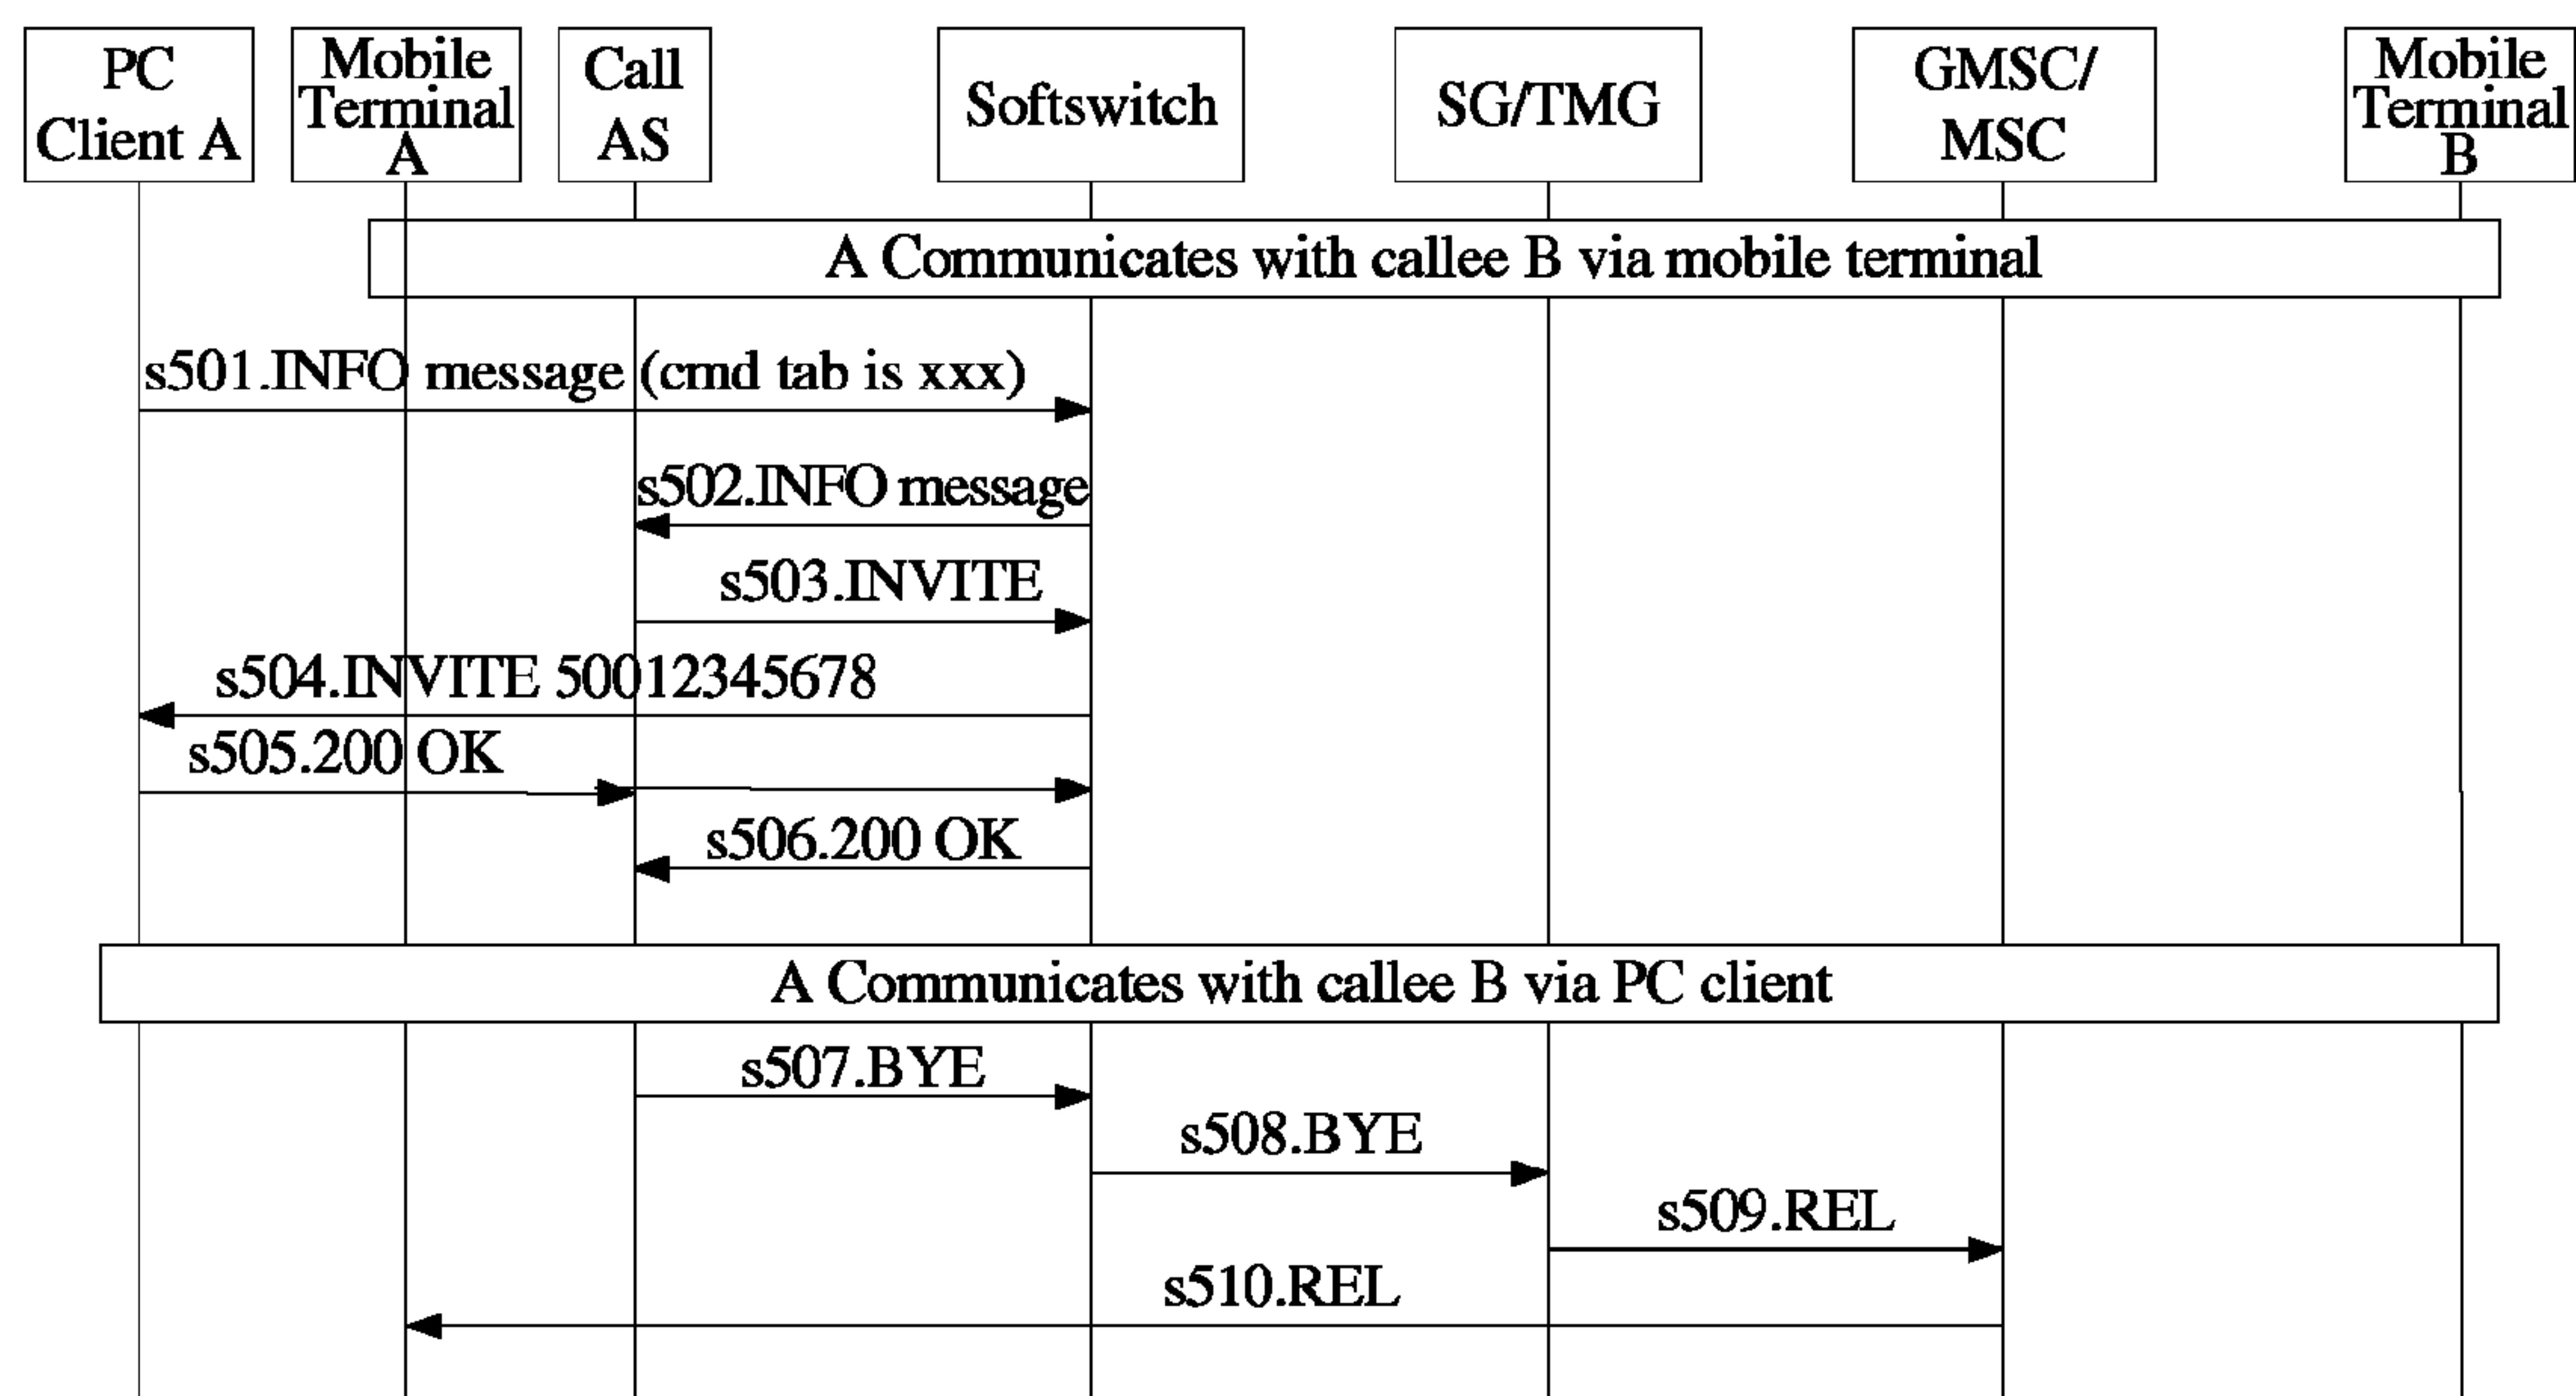 PC
Client A
Mobile
Terminal
A
Call
AS
Softswitch
SG/TMG
GMSC/
MSC
Mobile
Terminal
B
A Communicates with callee B via mobile terminal
s501.INFO message (cmd tab is xxx)
s502.INFO message
s503.INVITE
s504.INVITE 50012345678
s505.200 OK
s506.200 OK
A Communicates with callee B via PC client
s507.BYE
s508.BYE
s509.REL
s510.REL